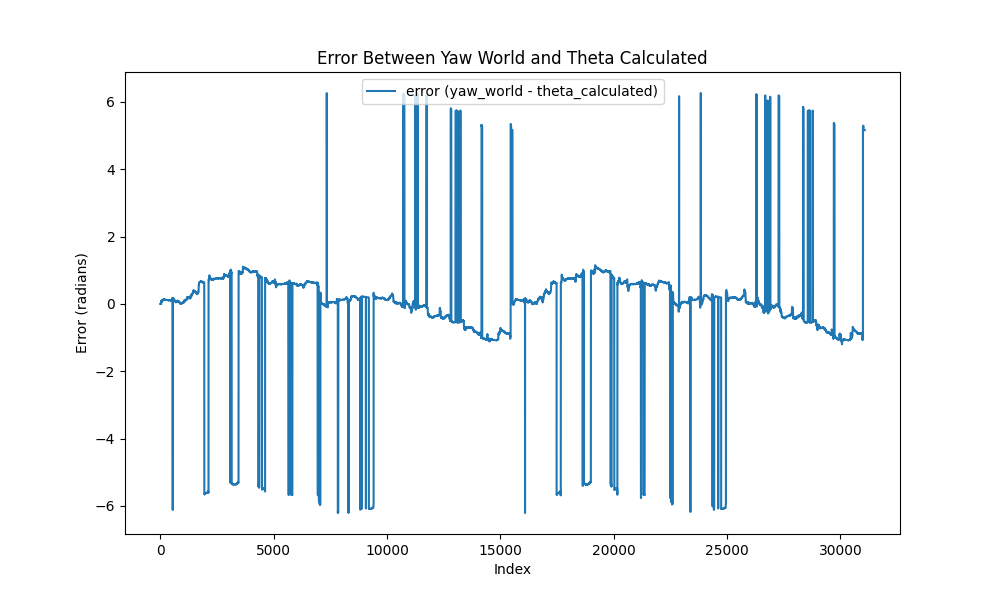 Error Between Yaw World and Theta Calculated
error (yaw_world - theta_calculated)
Error (radians)
6
4
2
0
−2
−4
−6
0 5000 10000 15000 20000 25000 30000
Index